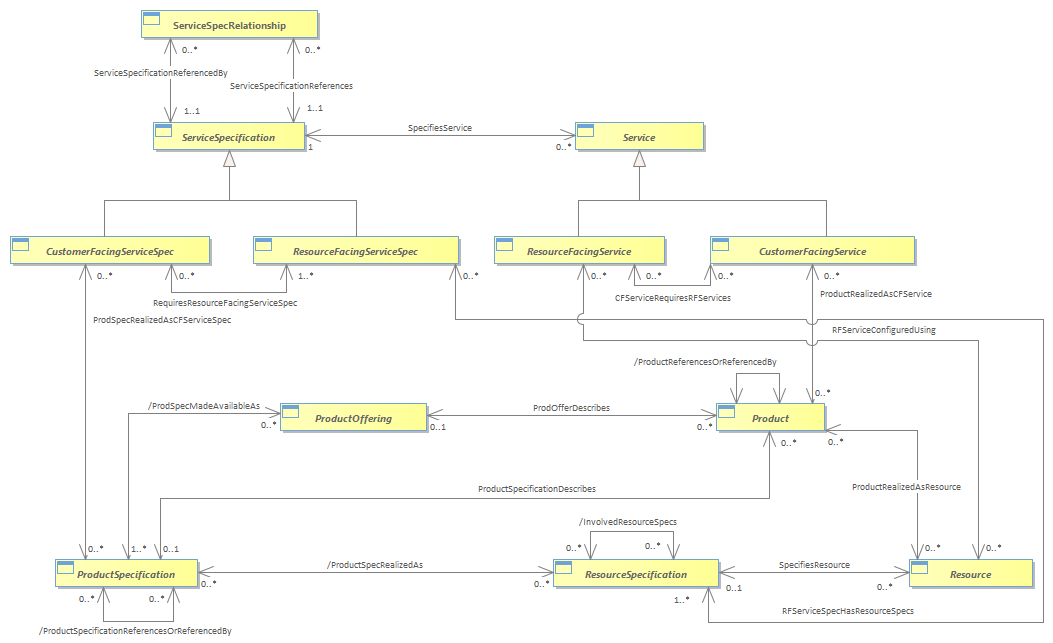 ServiceSpecRelationship
0..*
0..*
ServiceSpecificationReferencedBy
ServiceSpecificationReferences
1..1
1..1
ServiceSpecification
1
SpecifiesService
0..*
Service
CustomerFacingServiceSpec
ResourceFacingServiceSpec
ResourceFacingService
CustomerFacingService
0..*
0..*
1..*
0..*
0..*
0..*
0..*
0..*
RequiresResourceFacingServiceSpec
CFServiceRequiresRFServices
ProductRealizedAsCFService
ProdSpecRealizedAsCFServiceSpec
RFServiceConfiguredUsing
/ProductReferencesOrReferencedBy
0..*
/ProdSpecMadeAvailableAs
0..*
ProductOffering
0..1
ProdOfferDescribes
0..*
Product
0..*
0..*
ProductSpecificationDescribes
ProductRealizedAsResource
/InvolvedResourceSpecs
0..*
1..*
0..1
0..*
0..*
0..*
0..*
ProductSpecification
0..*
/ProductSpecRealizedAs
0..*
ResourceSpecification
0..1
SpecifiesResource
0..*
Resource
0..*
0..*
1..*
RFServiceSpecHasResourceSpecs
/ProductSpecificationReferencesOrReferencedBy